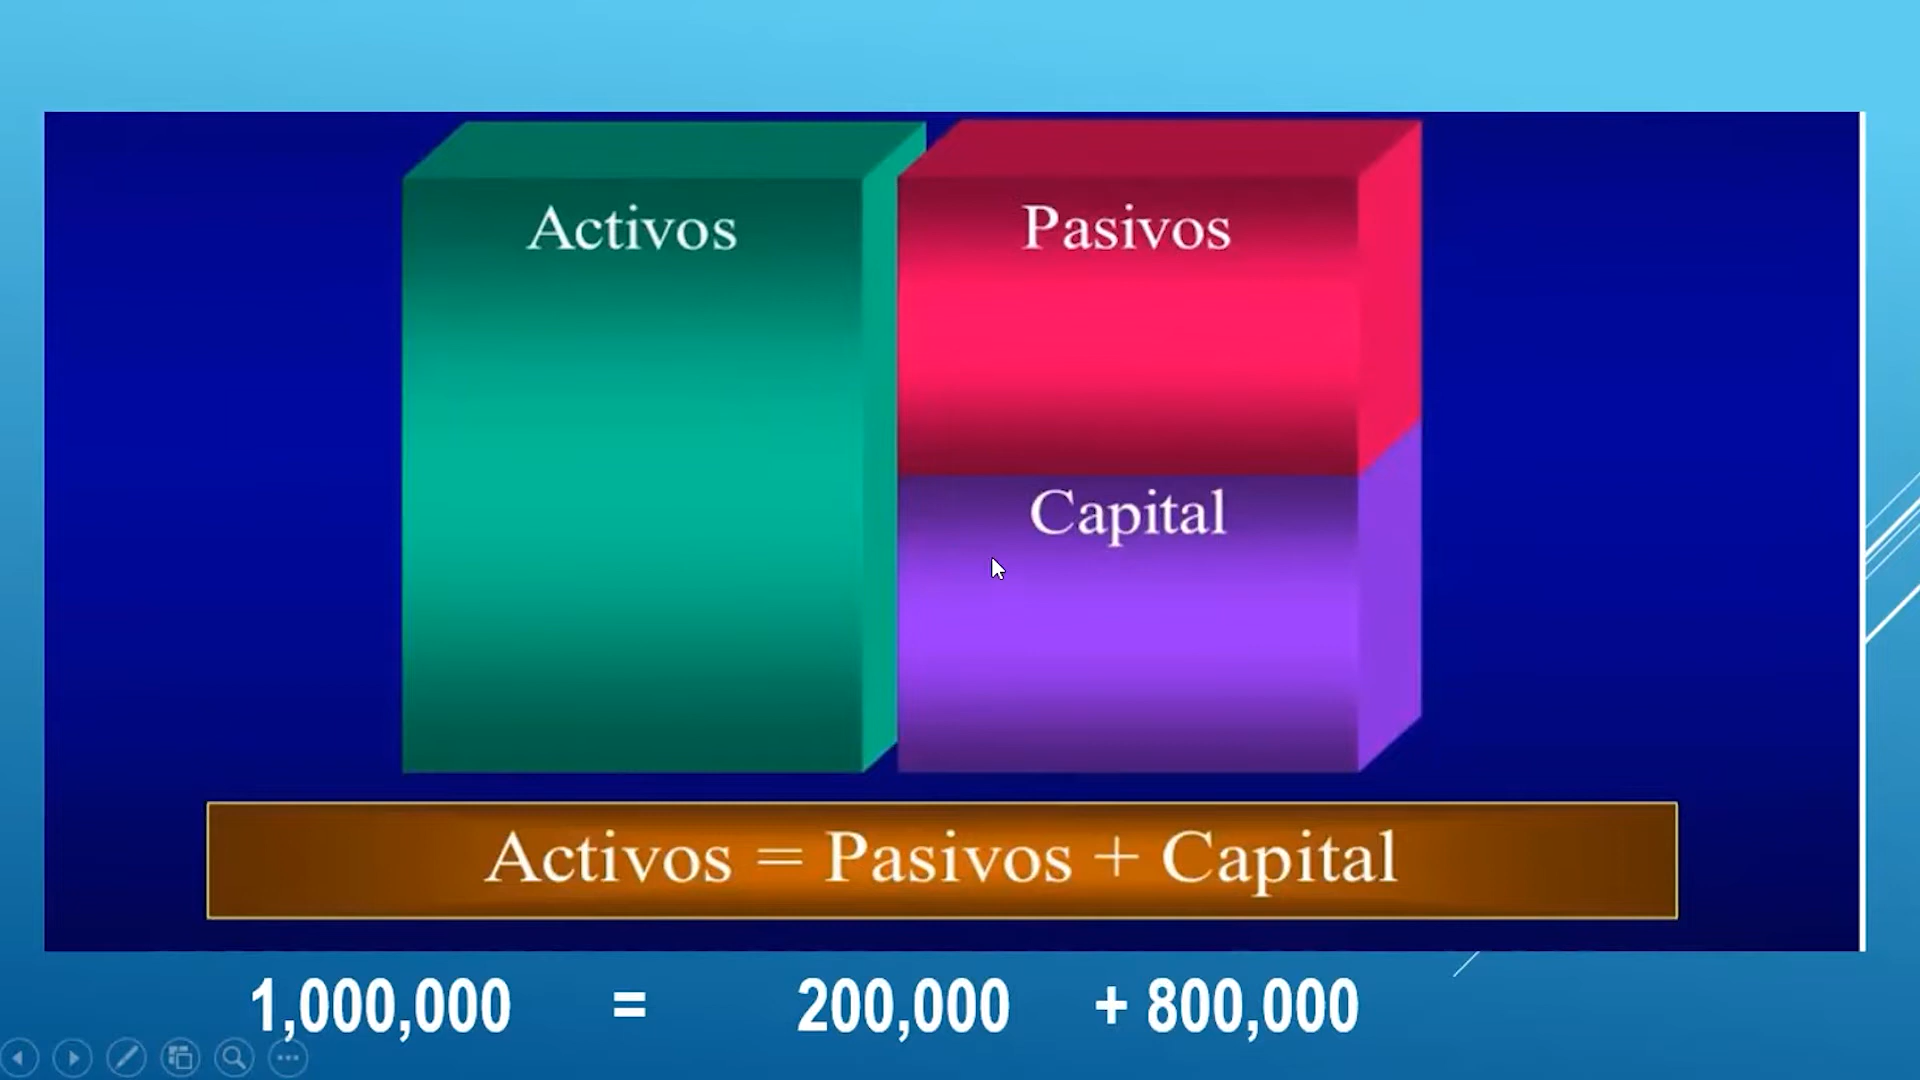 Activos
Pasivos
Capital
Activos = Pasivos + Capital
1,000,000 = 200,000 + 800,000